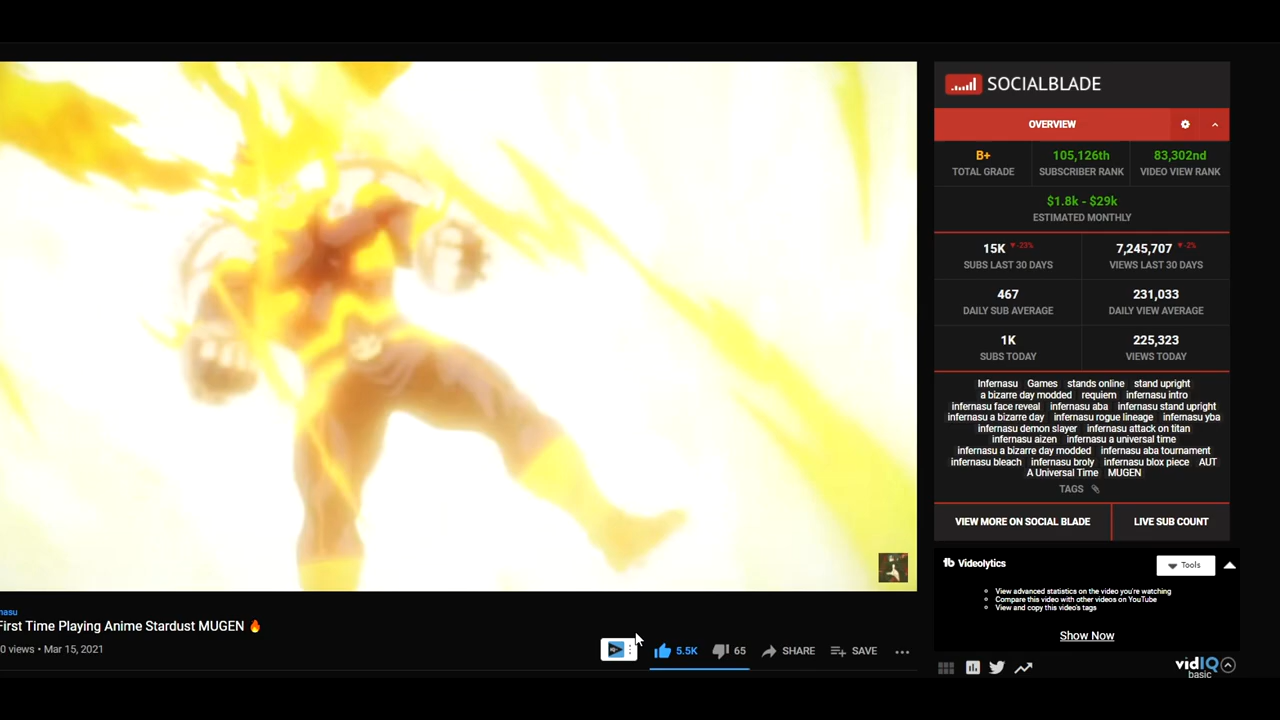 SOCIALBLADE
OVERVIEW
B+
TOTAL GRADE
105,126th
SUBSCRIBER RANK
83,302nd
VIDEO VIEW RANK
$1.8k - $29k
ESTIMATED MONTHLY
15K -23%
SUBS LAST 30 DAYS
7,245,707 -2%
VIEWS LAST 30 DAYS
467
DAILY SUB AVERAGE
231,033
DAILY VIEW AVERAGE
1K
SUBS TODAY
225,323
VIEWS TODAY
Infernasu Games stands online stand upright
a bizarre day modded requiem infernasu intro
infernasu face reveal infernasu aba infernasu stand upright
infernasu a bizarre day infernasu rogue lineage infernasu yba
infernasu demon slayer infernasu attack on titan
infernasu aizen infernasu a universal time
infernasu a bizarre day modded infernasu aba tournament
infernasu bleach infernasu broly infernasu blox piece AUT
A Universal Time MUGEN
TAGS
VIEW MORE ON SOCIAL BLADE
LIVE SUB COUNT
tb Videolytics
Tools
View advanced statistics on the video you're watching
Compare this video with other videos on YouTube
View and copy this video's tags
Show Now
vidIQ
basic
nasu
First Time Playing Anime Stardust MUGEN 🔥
0 views • Mar 15, 2021
5.5K
65
SHARE
SAVE